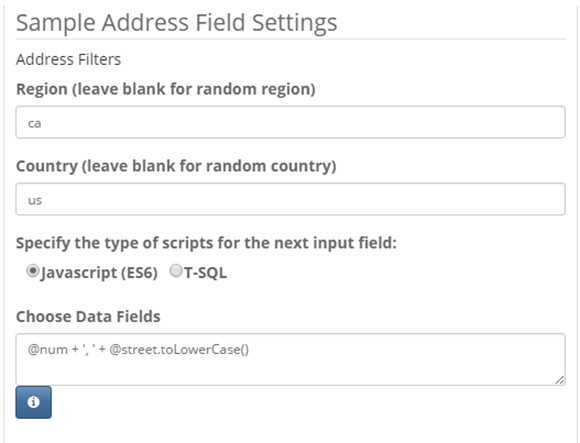 Sample Address Field Settings
Address Filters
Region (leave blank for random region)
ca
Country (leave blank for random country)
us
Specify the type of scripts for the next input field:
Javascript (ES6) T-SQL
Choose Data Fields
@num + ', ' + @street.toLowerCase()